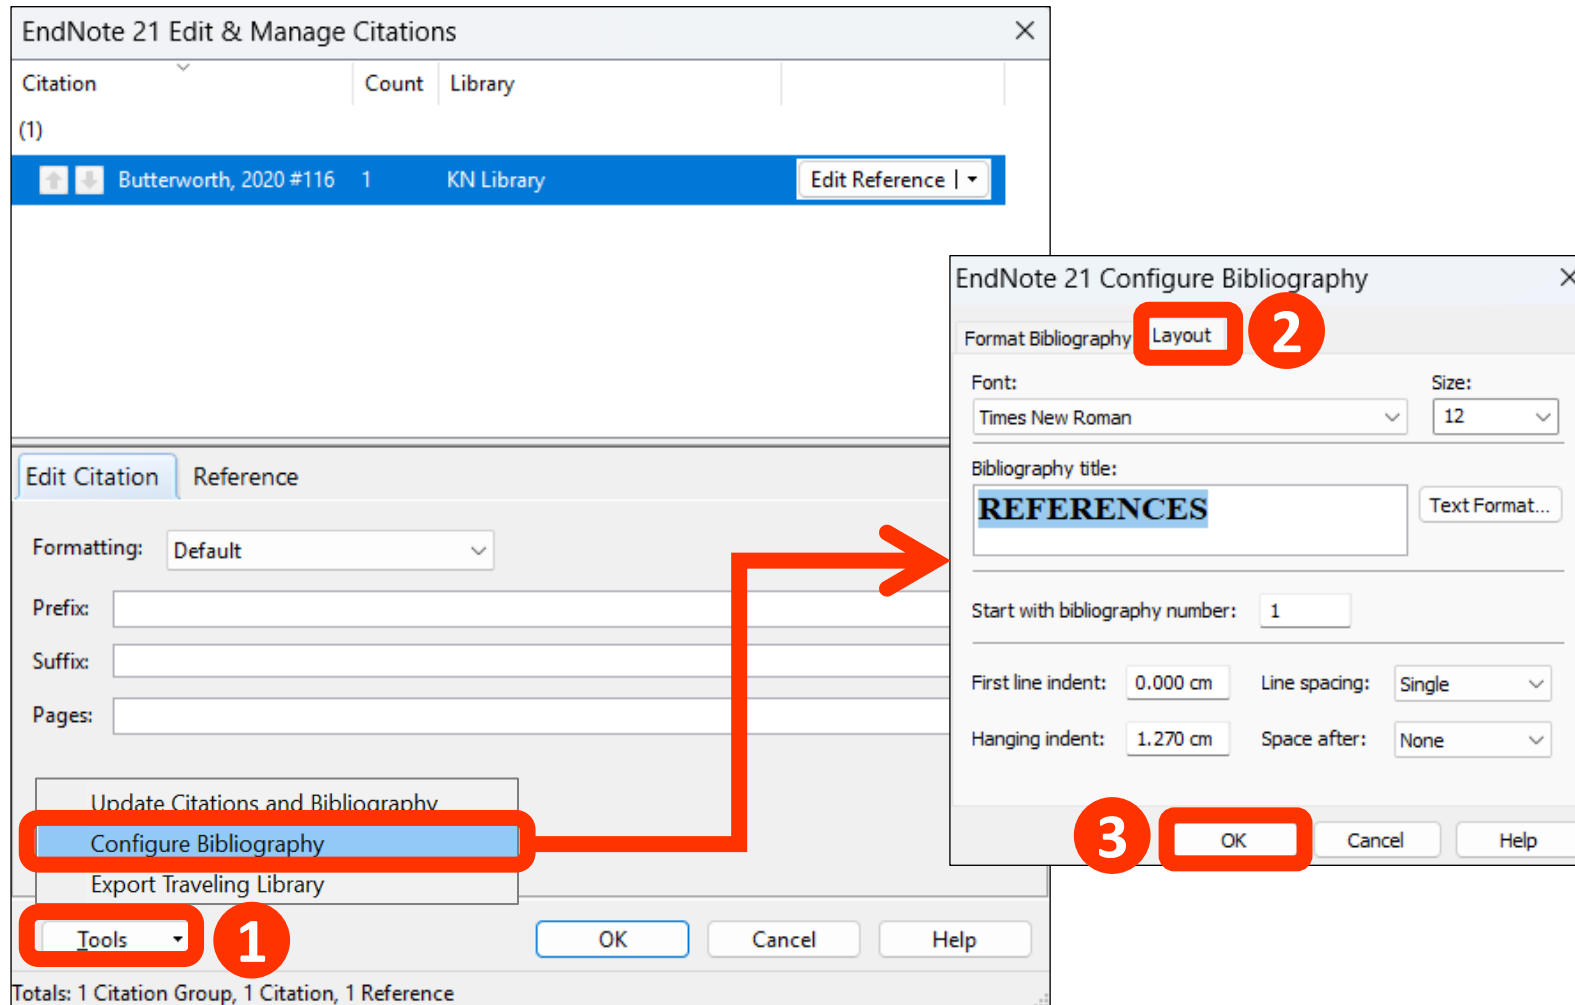 EndNote 21 Edit & Manage Citations
Citation Count Library
(1)
Butterworth, 2020 #116 1 KN Library Edit Reference
Edit Citation Reference
Formatting: Default
Prefix:
Suffix:
Pages:
Update Citations and Bibliography
Configure Bibliography
Export Traveling Library
Tools 1 OK Cancel Help
Totals: 1 Citation Group, 1 Citation, 1 Reference
EndNote 21 Configure Bibliography
Format Bibliography Layout 2
Font: Size:
Times New Roman 12
Bibliography title:
REFERENCES Text Format...
Start with bibliography number: 1
First line indent: 0.000 cm Line spacing: Single
Hanging indent: 1.270 cm Space after: None
3 OK Cancel Help